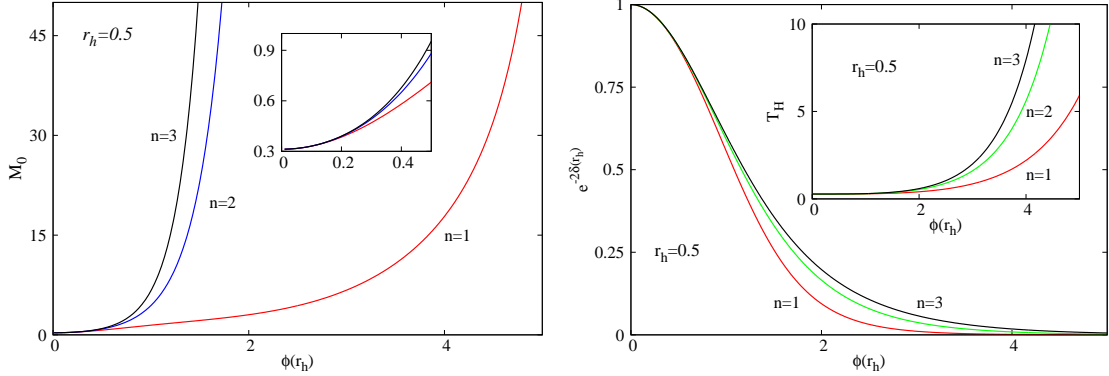 r_h=0.5
45
30
15
0
M_0
n=3
n=2
n=1
0.9
0.6
0.3
0
0.2
0.4
0
2
4
ϕ(r_h)
1
0.75
0.5
0.25
0
e^{-2δ(r_h)}
r_h=0.5
n=1
n=3
10
5
0
T_H
r_h=0.5
n=3
n=2
n=1
0
2
4
ϕ(r_h)
0
2
4
ϕ(r_h)